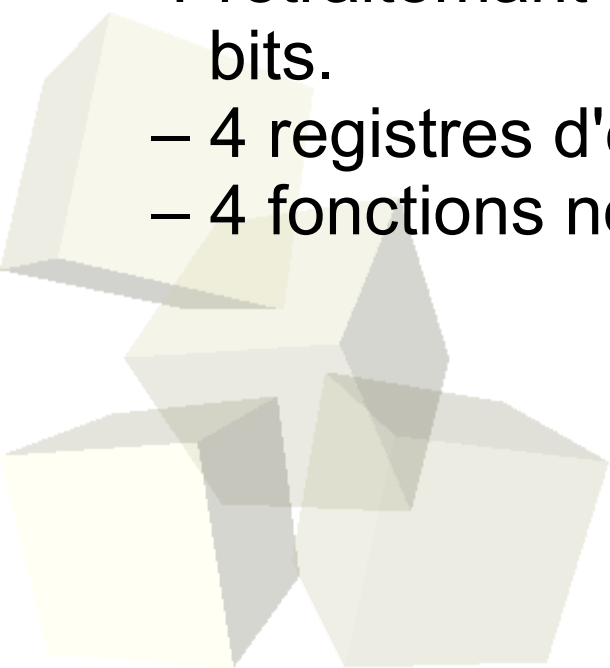 bits.
– 4 registres d'
– 4 fonctions